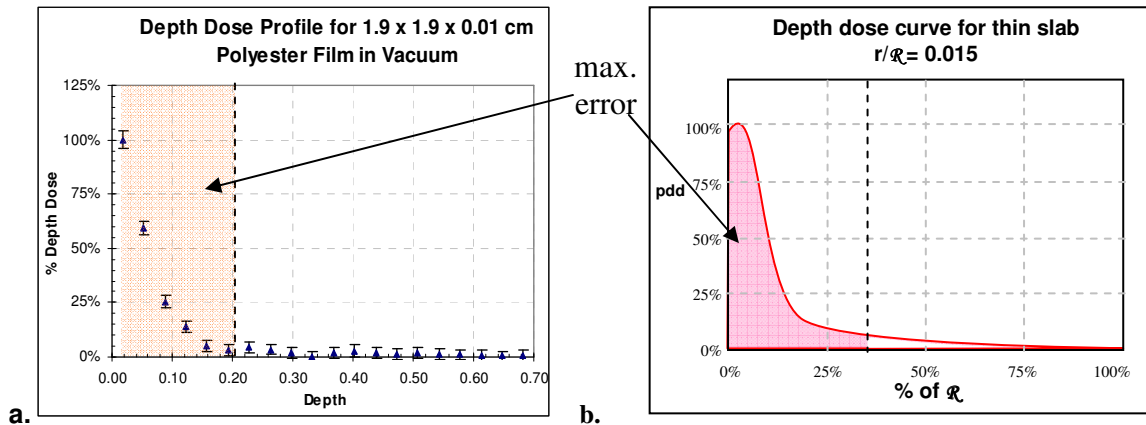 Depth Dose Profile for 1.9 x 1.9 x 0.01 cm
Polyester Film in Vacuum
125%
100%
75%
50%
25%
0%
% Depth Dose
0.00 0.10 0.20 0.30 0.40 0.50 0.60 0.70
Depth
a.
max.
error
Depth dose curve for thin slab
r/ℛ= 0.015
100%
75%
pdd
50%
25%
0%
0% 25% 50% 75% 100%
% of ℛ
b.